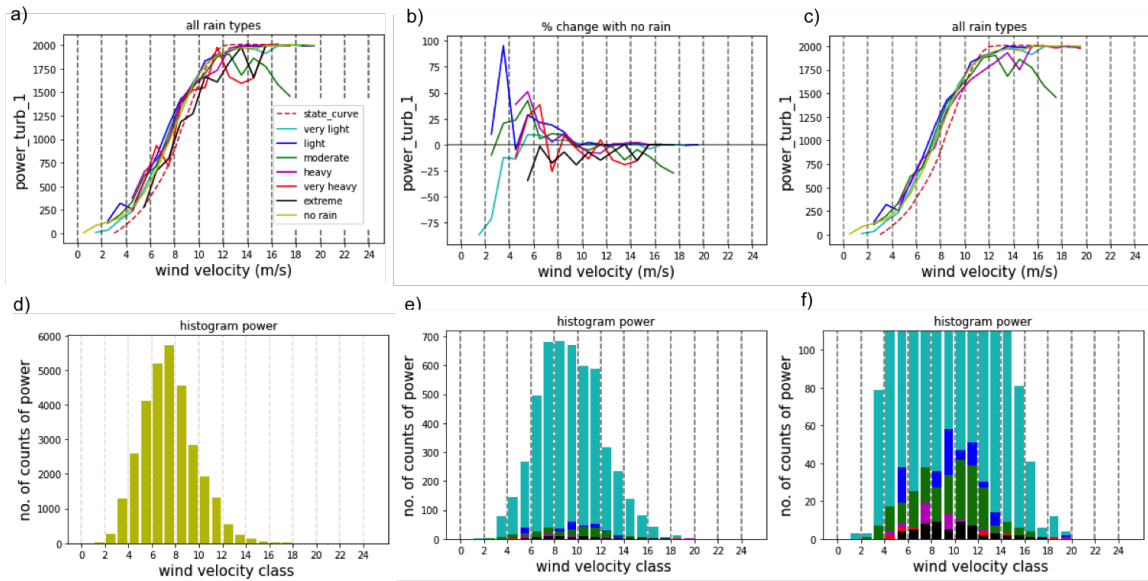 a)
all rain types
power_turb_1
2000
1750
1500
1250
1000
750
500
250
0
state_curve
very light
light
moderate
heavy
very heavy
extreme
no rain
0 2 4 6 8 10 12 14 16 18 20 22 24
wind velocity (m/s)
b)
% change with no rain
100
75
50
25
0
−25
−50
−75
0 2 4 6 8 10 12 14 16 18 20 22 24
wind velocity (m/s)
c)
all rain types
power_turb_1
2000
1750
1500
1250
1000
750
500
250
0
0 2 4 6 8 10 12 14 16 18 20 22 24
wind velocity (m/s)
d)
histogram power
no. of counts of power
6000
5000
4000
3000
2000
1000
0
0 2 4 6 8 10 12 14 16 18 20 22 24
wind velocity class
e)
histogram power
no. of counts of power
700
600
500
400
300
200
100
0
0 2 4 6 8 10 12 14 16 18 20 22 24
wind velocity class
f)
histogram power
no. of counts of power
100
80
60
40
20
0
0 2 4 6 8 10 12 14 16 18 20 22 24
wind velocity class